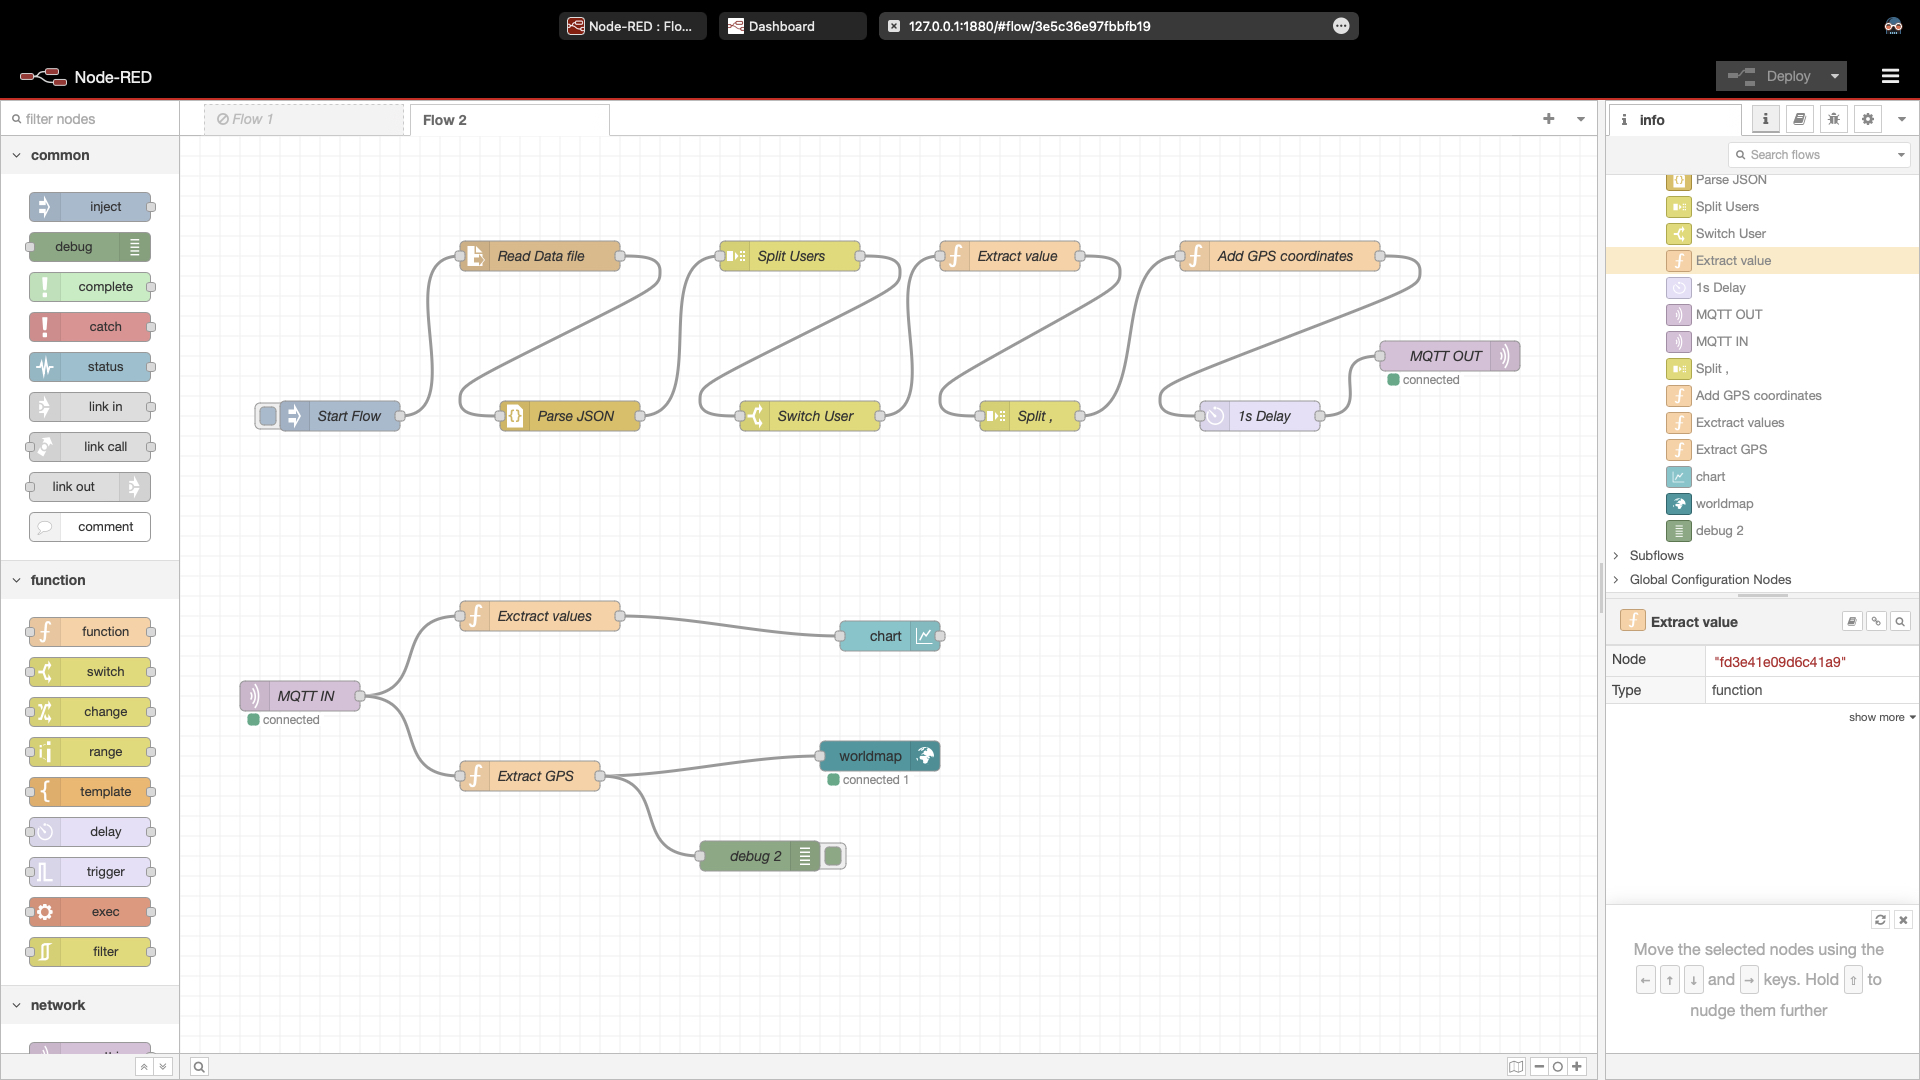 Node-RED : Flo...
Dashboard
127.0.0.1:1880/#flow/3e5c36e97fbbfb19
Node-RED
Deploy
filter nodes
Flow 1
Flow 2
info
Search flows
common
inject
debug
complete
catch
status
link in
link call
link out
comment
function
function
switch
change
range
template
delay
trigger
exec
filter
network
Read Data file
Split Users
Extract value
Add GPS coordinates
MQTT OUT
connected
Start Flow
Parse JSON
Switch User
Split ,
1s Delay
Exctract values
chart
MQTT IN
connected
worldmap
connected 1
Extract GPS
debug 2
Parse JSON
Split Users
Switch User
Extract value
1s Delay
MQTT OUT
MQTT IN
Split ,
Add GPS coordinates
Exctract values
Extract GPS
chart
worldmap
debug 2
Subflows
Global Configuration Nodes
Extract value
Node "fd3e41e09d6c41a9"
Type function
show more
Move the selected nodes using the
← ↑ ↓ and → keys. Hold ⇧ to
nudge them further